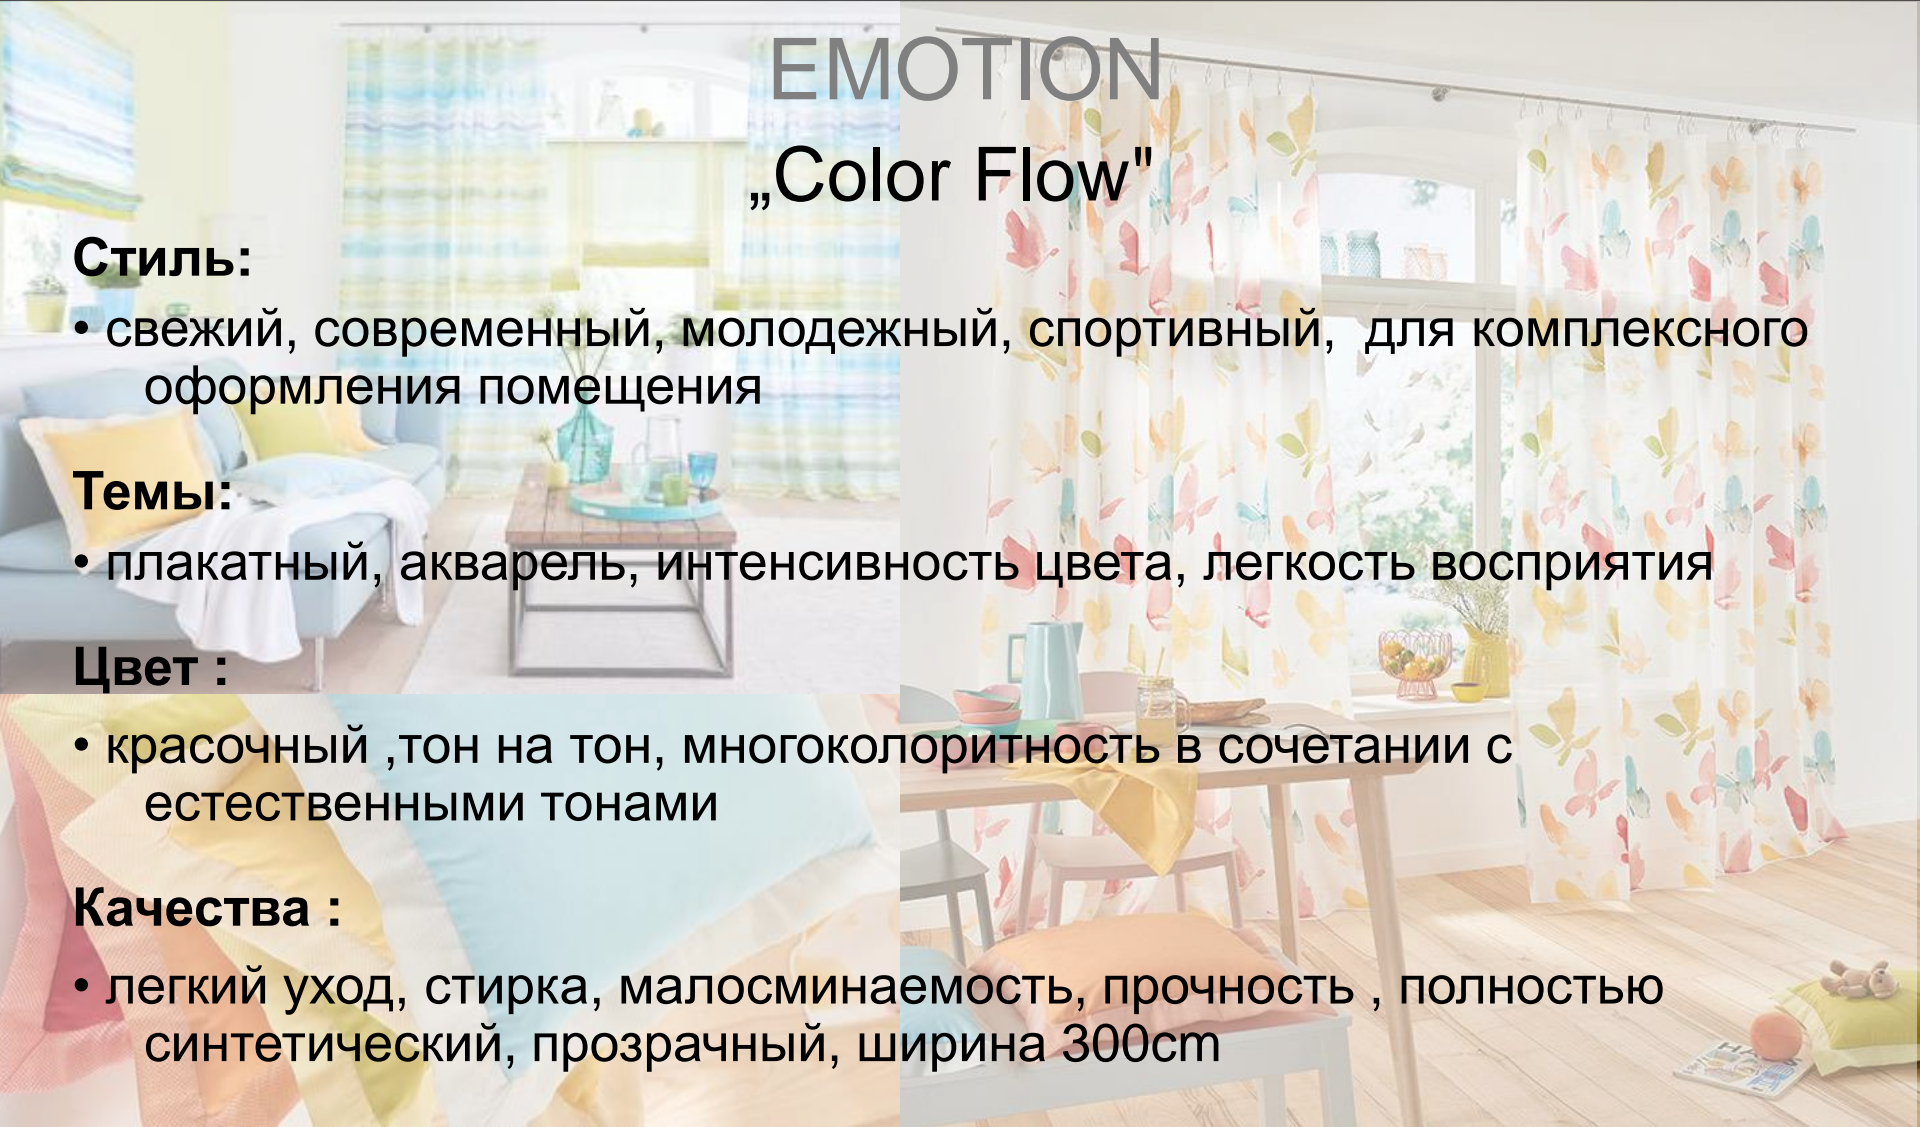 EMOTION
„Color Flow"
Стиль:
• свежий, современный, молодежный, спортивный,  для комплексного
оформления помещения
Темы:
• плакатный, акварель, интенсивность цвета, легкость восприятия
Цвет :
• красочный ,тон на тон, многоколоритность в сочетании с
естественными тонами
Качества :
• легкий уход, стирка, малосминаемость, прочность , полностью
синтетический, прозрачный, ширина 300cm